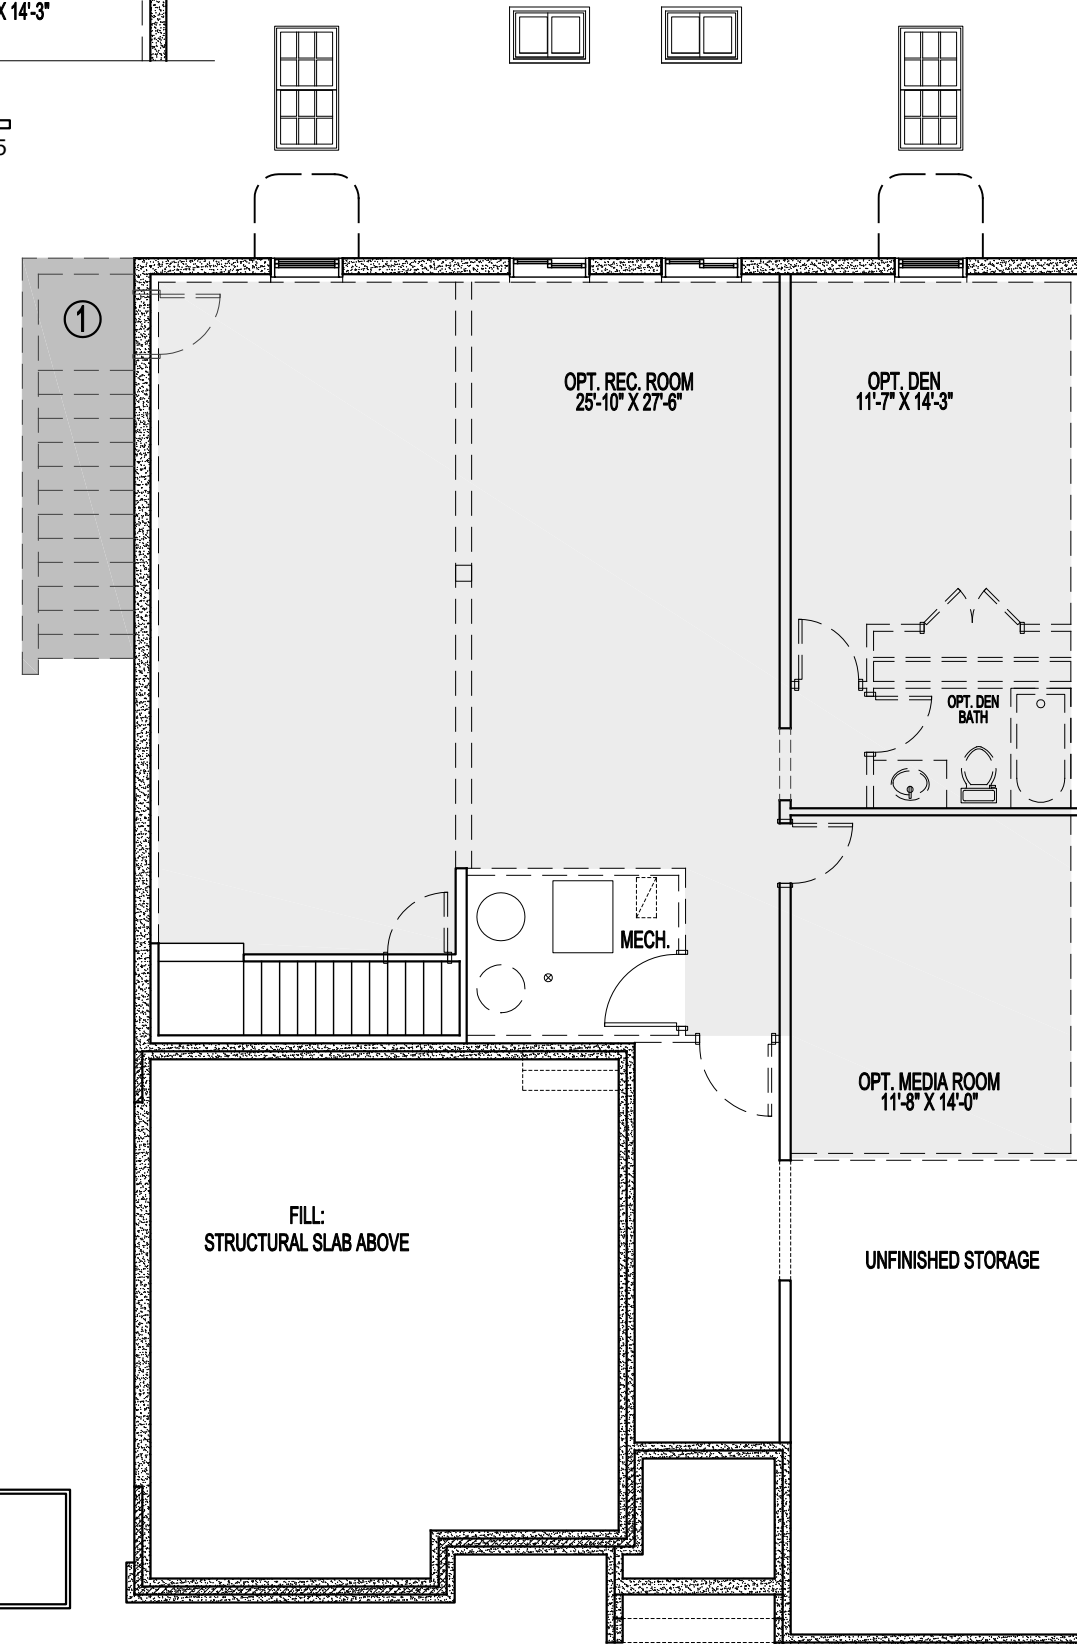 X 14'-3"
5
1
OPT. REC. ROOM
25'-10" X 27'-6"
OPT. DEN
11'-7" X 14'-3"
OPT. DEN
BATH
MECH.
OPT. MEDIA ROOM
11'-8" X 14'-0"
FILL:
STRUCTURAL SLAB ABOVE
UNFINISHED STORAGE